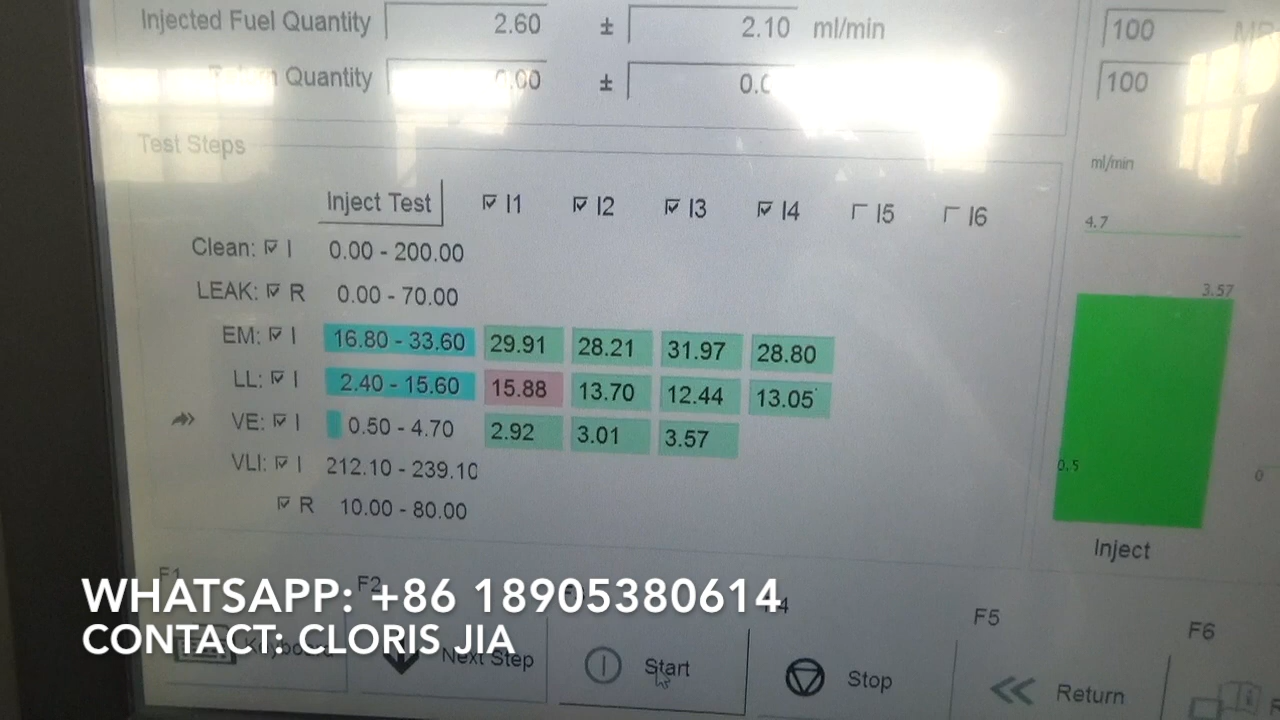 Injected Fuel Quantity 2.60 ± 2.10 ml/min 100
Quantity ± 100
Test Steps
ml/min
Inject Test I1 I2 I3 I4 I5 I6
4.7
Clean: I 0.00 - 200.00
LEAK: R 0.00 - 70.00
3.57
EM: I 16.80 - 33.60 29.91 28.21 31.97 28.80
LL: I 2.40 - 15.60 15.88 13.70 12.44 13.05
VE: I 0.50 - 4.70 2.92 3.01 3.57
0.5
0
VLI: I 212.10 - 239.10
R 10.00 - 80.00
Inject
F1 F2 F5 F6
WHATSAPP: +86 18905380614
CONTACT: CLORIS JIA
Next Step Start Stop Return